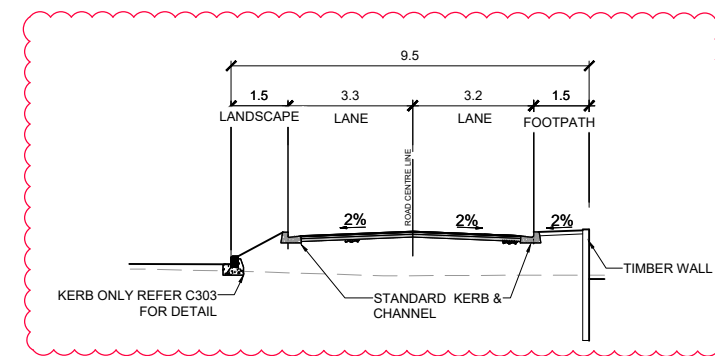 9.5
1.5
3.3
3.2
1.5
LANDSCAPE
LANE
LANE
FOOTPATH
ROAD CENTRE LINE
2%
2%
2%
TIMBER WALL
KERB ONLY REFER C303
FOR DETAIL
STANDARD KERB &
CHANNEL